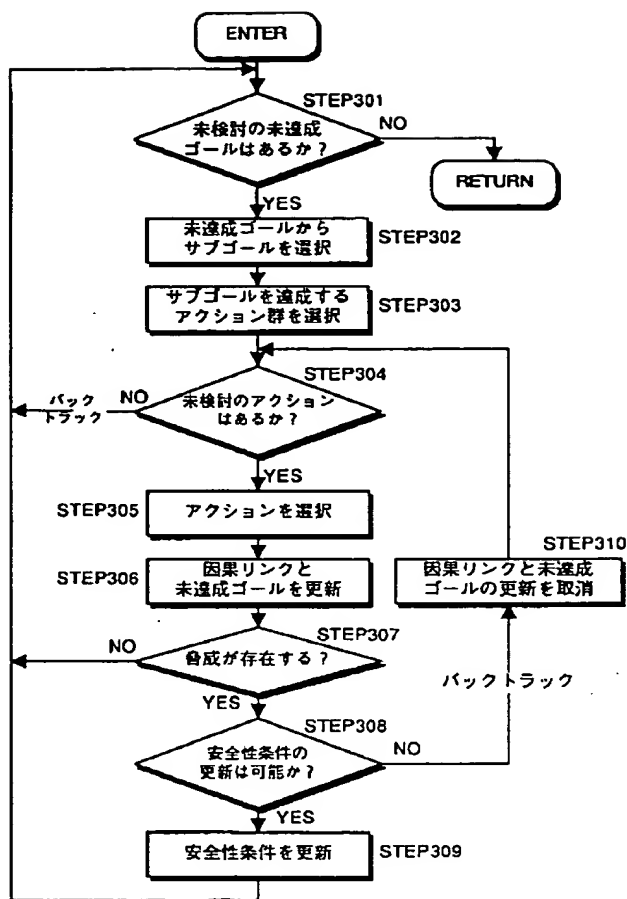 ENTER
STEP301
未検討の未達成
ゴールはあるか？
NO
RETURN
YES
未達成ゴールから
サブゴールを選択
STEP302
サブゴールを達成する
アクション群を選択
STEP303
STEP304
バック
トラック
NO
未検討のアクション
はあるか？
YES
STEP305
アクションを選択
STEP310
STEP306
因果リンクと
未達成ゴールを更新
因果リンクと未達成
ゴールの更新を取消
STEP307
NO
脅威が存在する？
バックトラック
YES
STEP308
安全性条件の
更新は可能か？
NO
YES
安全性条件を更新
STEP309